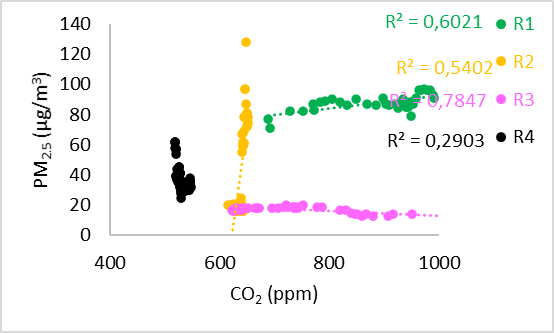 140
120
100
80
60
40
20
0
PM2.5 (µg/m³)
400
600
800
1000
CO2 (ppm)
R² = 0,6021
R1
R² = 0,5402
R2
R² = 0,7847
R3
R² = 0,2903
R4